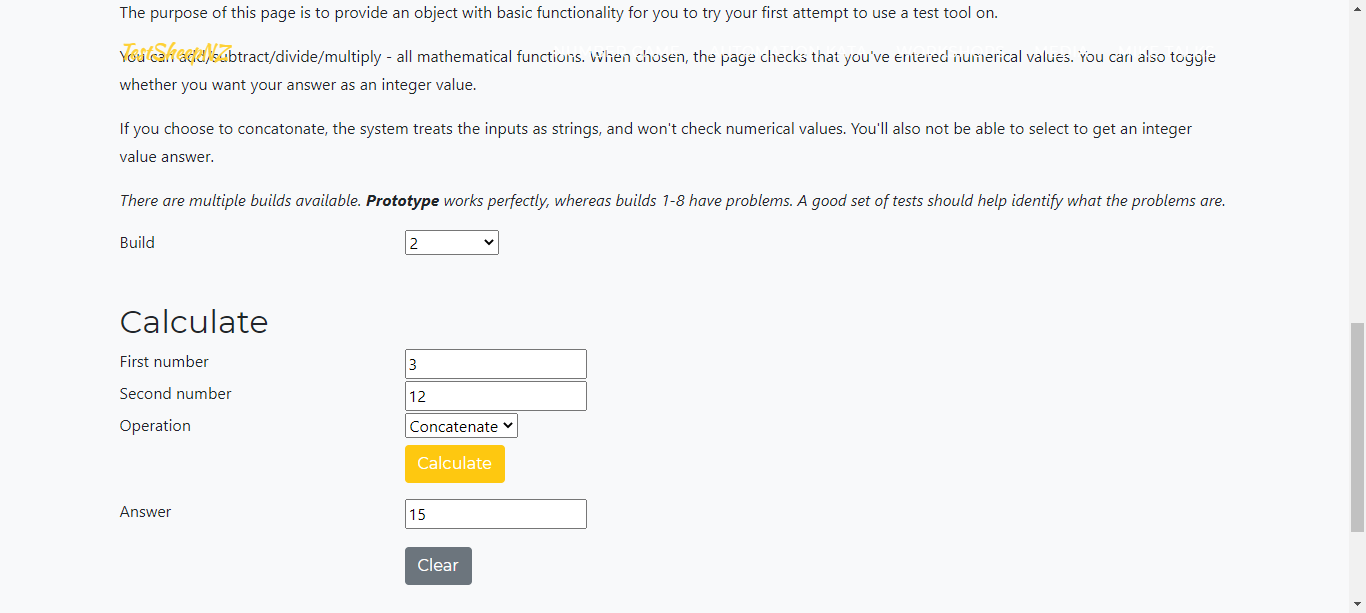 The purpose of this page is to provide an object with basic functionality for you to try your first attempt to use a test tool on.
TestSheepNZ
You can add/subtract/divide/multiply - all mathematical functions. When chosen, the page checks that you've entered numerical values. You can also toggle
whether you want your answer as an integer value.
If you choose to concatonate, the system treats the inputs as strings, and won't check numerical values. You'll also not be able to select to get an integer
value answer.
There are multiple builds available. Prototype works perfectly, whereas builds 1-8 have problems. A good set of tests should help identify what the problems are.
Build 2
Calculate
First number 3
Second number 12
Operation Concatenate
Calculate
Answer 15
Clear